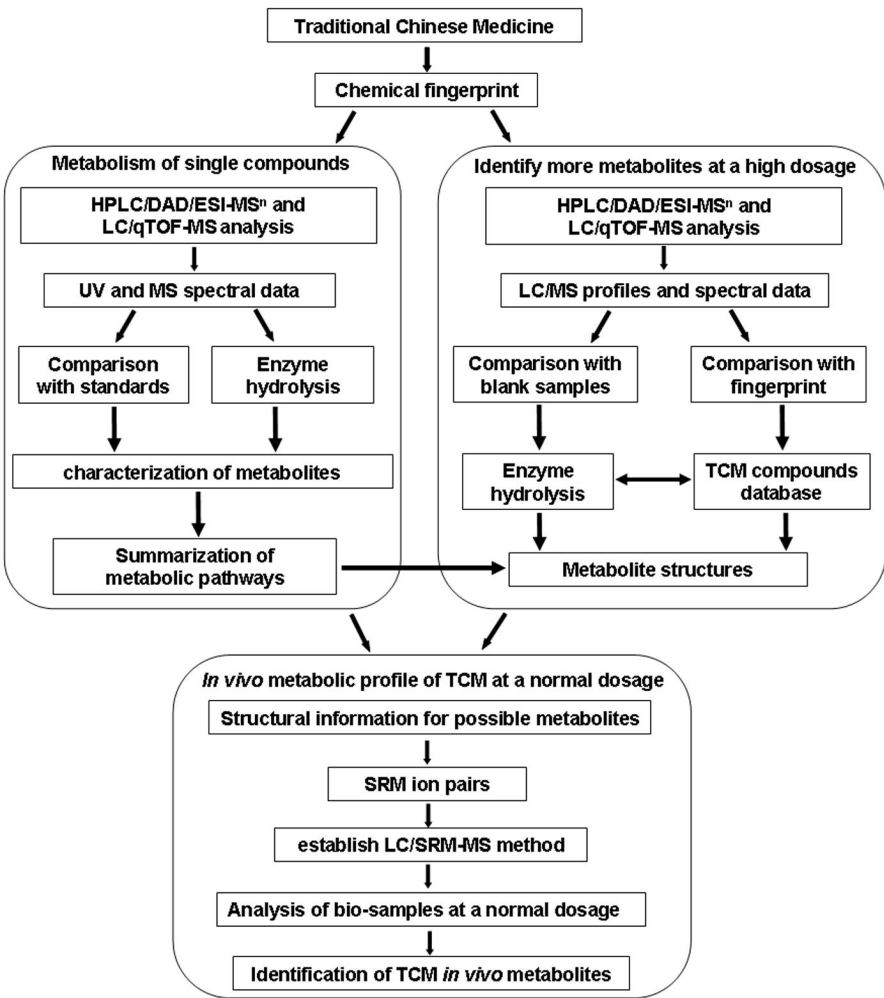 Traditional Chinese Medicine
Chemical fingerprint
Metabolism of single compounds
HPLC/DAD/ESI-MSⁿ and
LC/qTOF-MS analysis
UV and MS spectral data
Comparison
with standards
Enzyme
hydrolysis
characterization of metabolites
Summarization of
metabolic pathways
Identify more metabolites at a high dosage
HPLC/DAD/ESI-MSⁿ and
LC/qTOF-MS analysis
LC/MS profiles and spectral data
Comparison with
blank samples
Comparison with
fingerprint
Enzyme
hydrolysis
TCM compounds
database
Metabolite structures
In vivo metabolic profile of TCM at a normal dosage
Structural information for possible metabolites
SRM ion pairs
establish LC/SRM-MS method
Analysis of bio-samples at a normal dosage
Identification of TCM in vivo metabolites